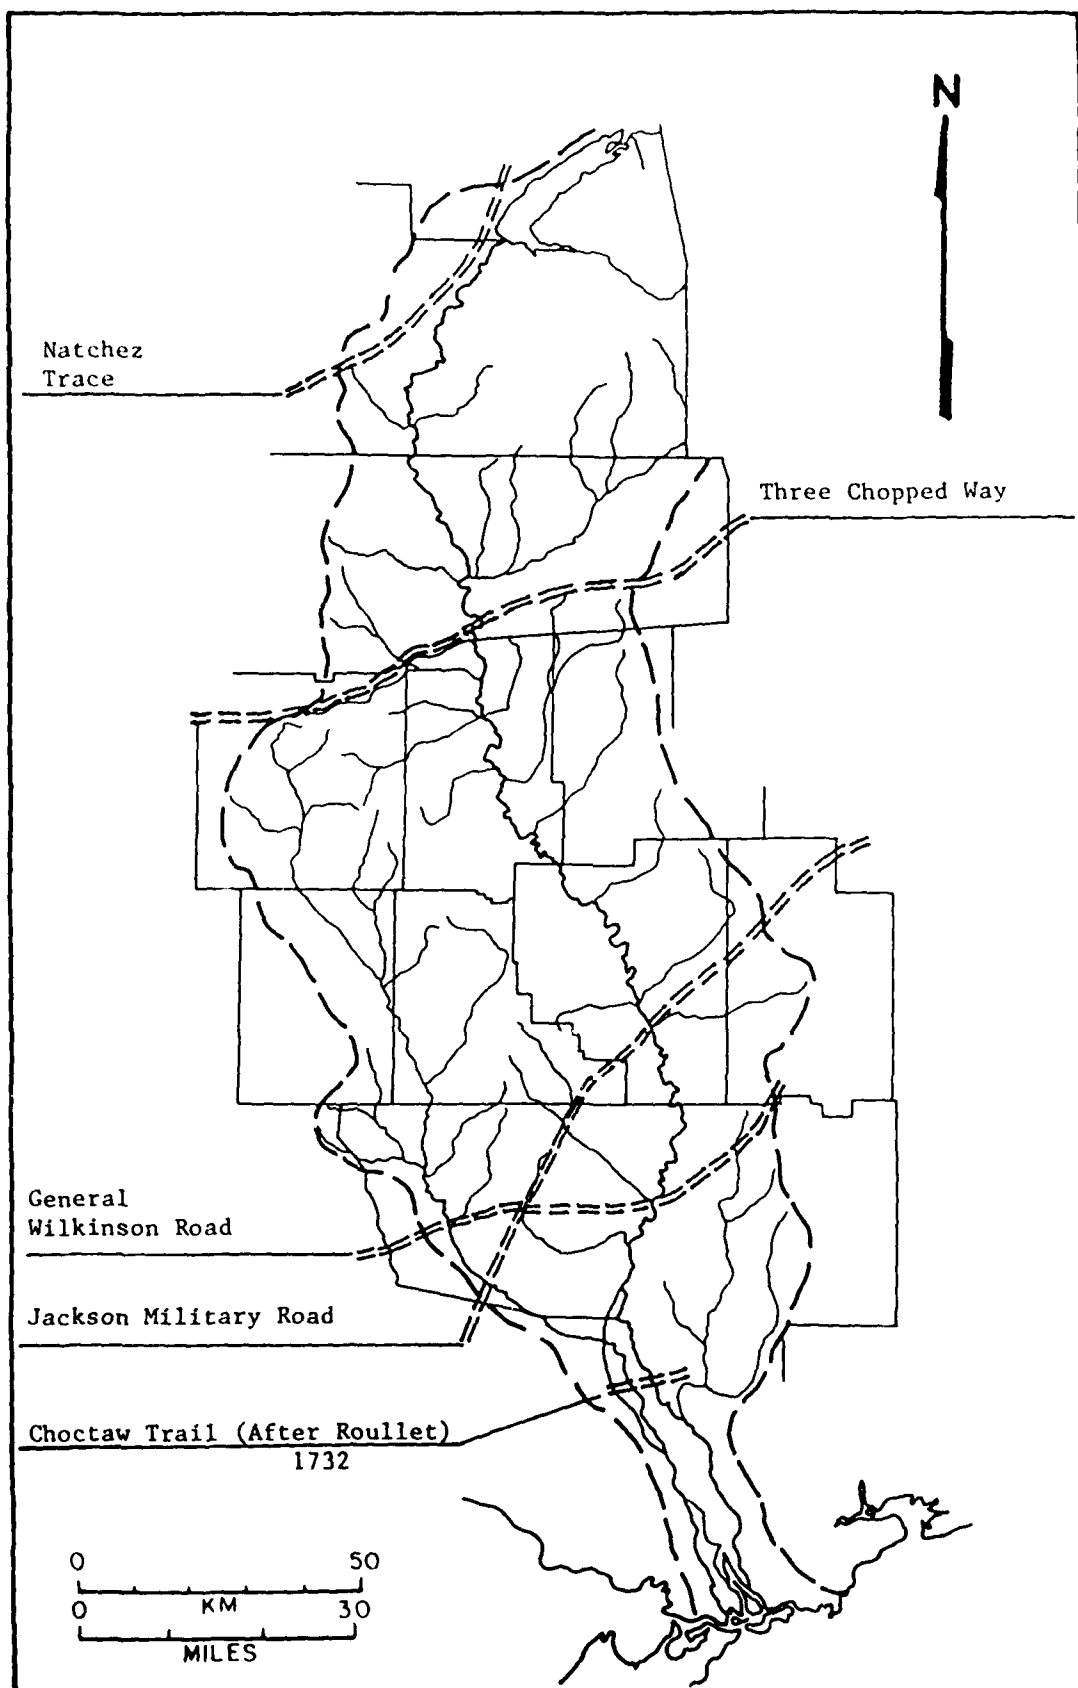 N
Natchez
Trace
Three Chopped Way
General
Wilkinson Road
Jackson Military Road
Choctaw Trail (After Roullet)
1732
0 50
KM
0 30
MILES